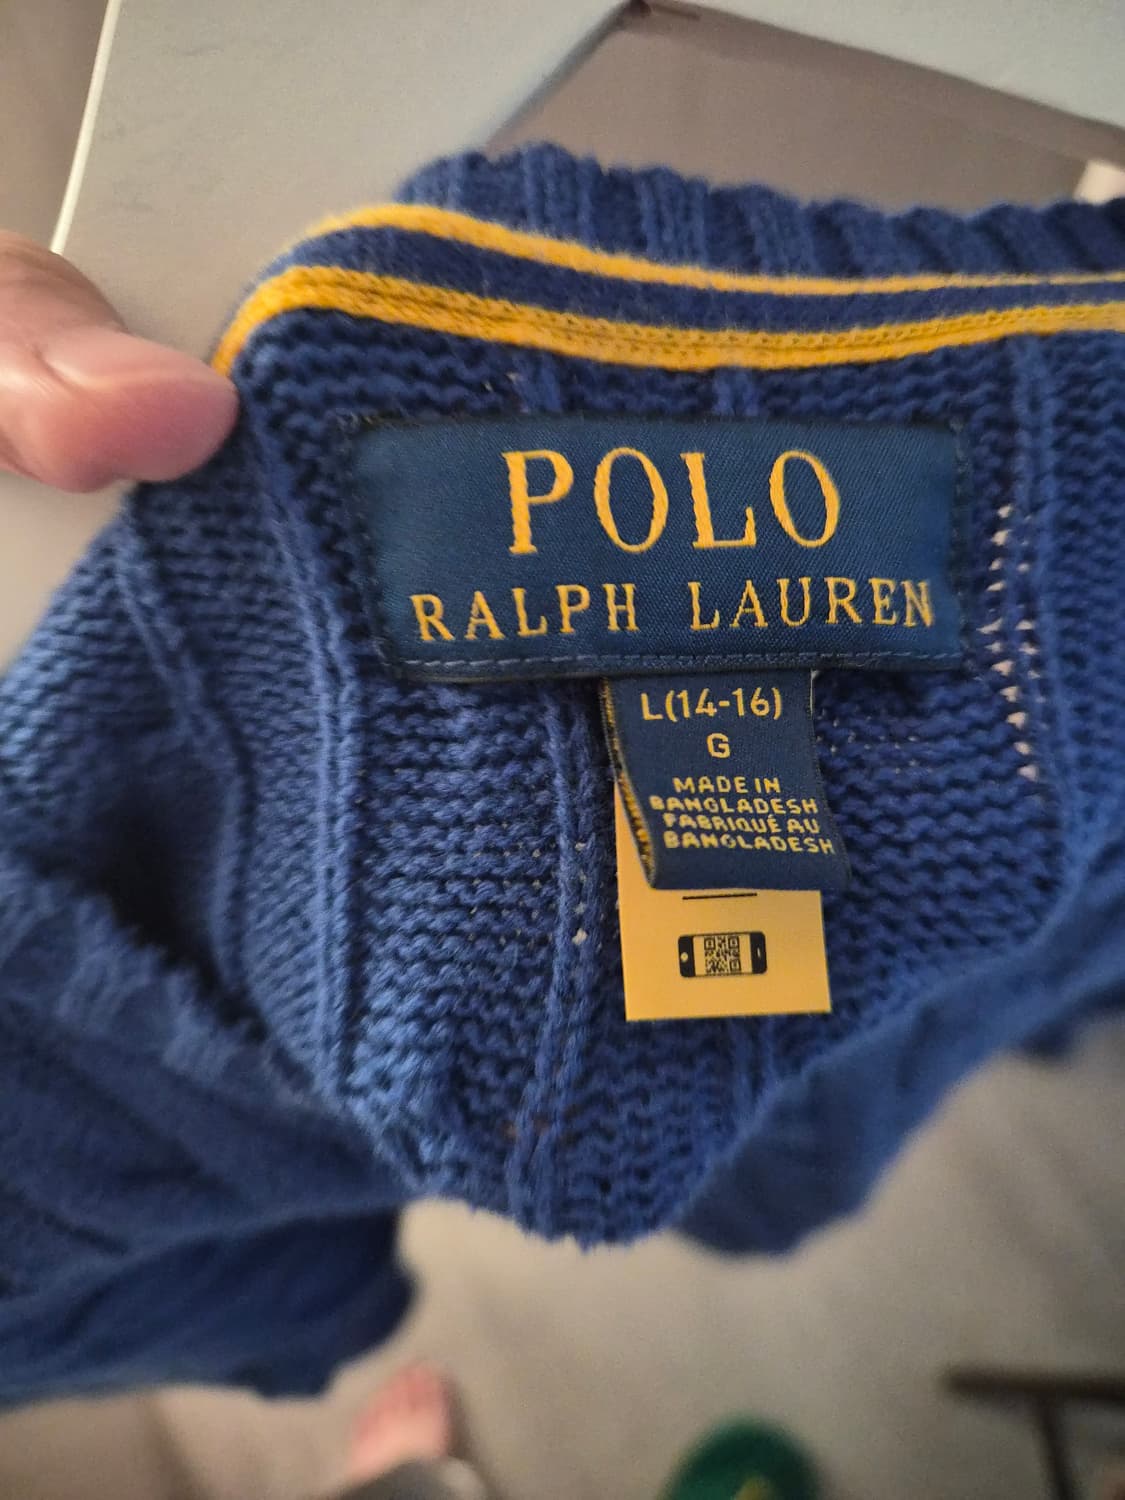 POLO
RALPH LAUREN
L(14-16)
G
MADE IN
BANGLADESH
FABRIQUÉ AU
BANGLADESH